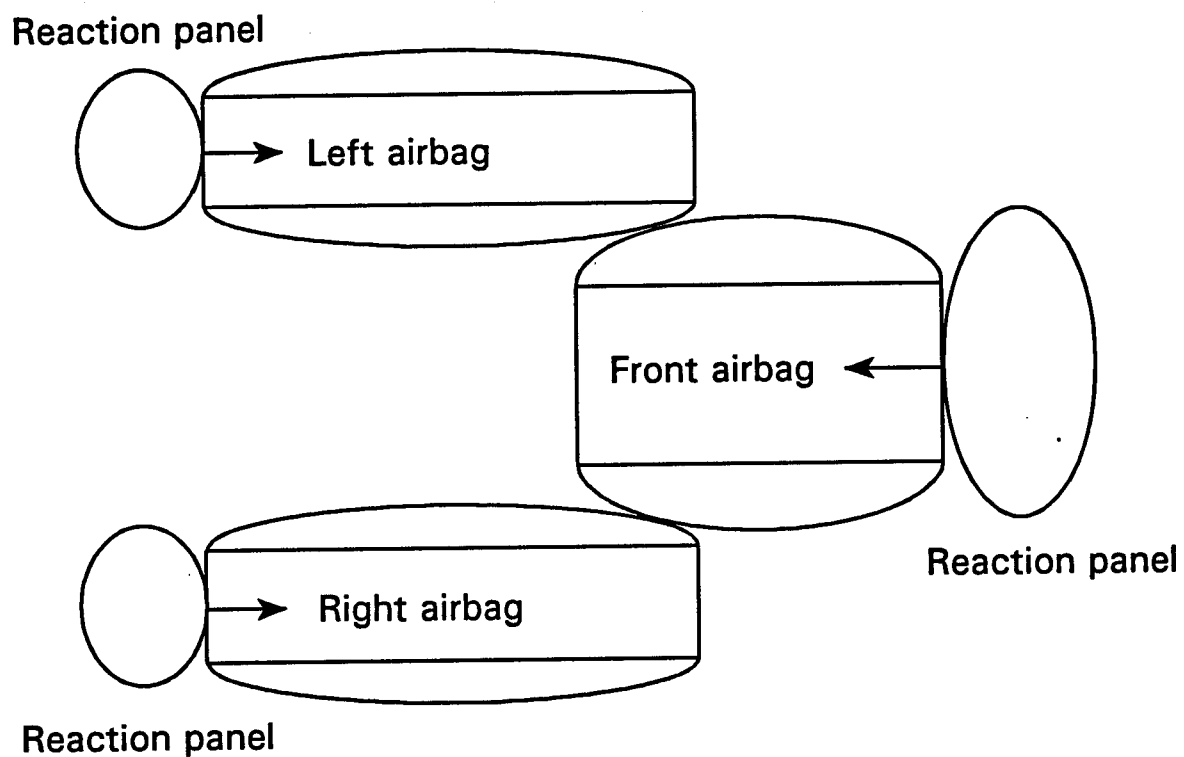 Reaction panel
Left airbag
Front airbag
Reaction panel
Right airbag
Reaction panel